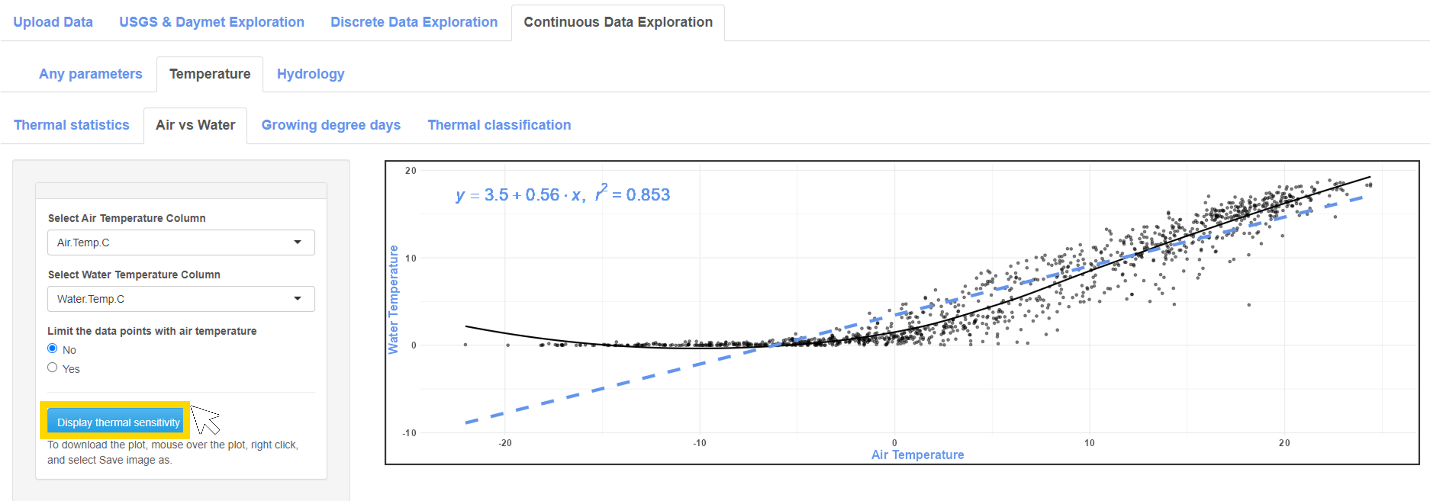 Upload Data USGS & Daymet Exploration Discrete Data Exploration Continuous Data Exploration
Any parameters Temperature Hydrology
Thermal statistics Air vs Water Growing degree days Thermal classification
Select Air Temperature Column
Air.Temp.C
Select Water Temperature Column
Water.Temp.C
Limit the data points with air temperature
No
Yes
Display thermal sensitivity
To download the plot, mouse over the plot, right click,
and select Save image as.
y = 3.5 + 0.56 · x, r² = 0.853
Water Temperature
20
10
0
-10
-20 -10 0 10 20
Air Temperature